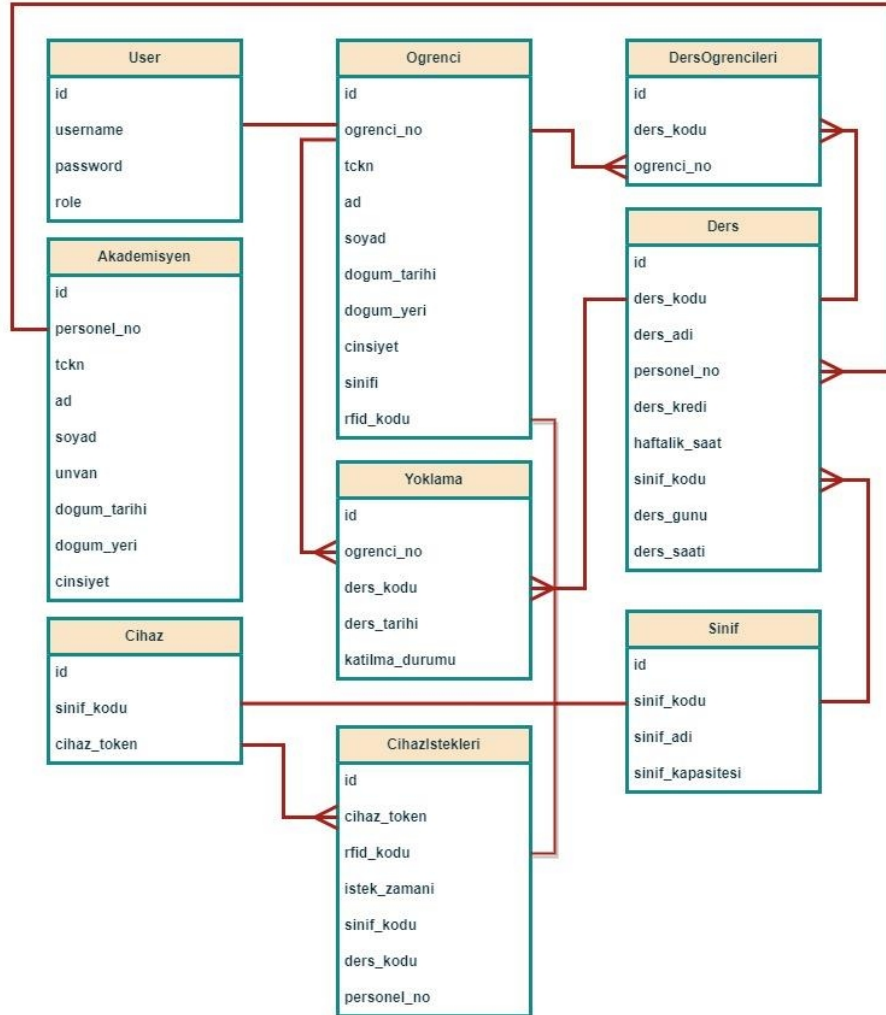 User
id
username
password
role
Akademisyen
id
personel_no
tckn
ad
soyad
unvan
dogum_tarihi
dogum_yeri
cinsiyet
Cihaz
id
sinif_kodu
cihaz_token
Ogrenci
id
ogrenci_no
tckn
ad
soyad
dogum_tarihi
dogum_yeri
cinsiyet
sinifi
rfid_kodu
Yoklama
id
ogrenci_no
ders_kodu
ders_tarihi
katilma_durumu
CihazIstekleri
id
cihaz_token
rfid_kodu
istek_zamani
sinif_kodu
ders_kodu
personel_no
DersOgrencileri
id
ders_kodu
ogrenci_no
Ders
id
ders_kodu
ders_adi
personel_no
ders_kredi
haftalik_saat
sinif_kodu
ders_gunu
ders_saati
Sinif
id
sinif_kodu
sinif_adi
sinif_kapasitesi